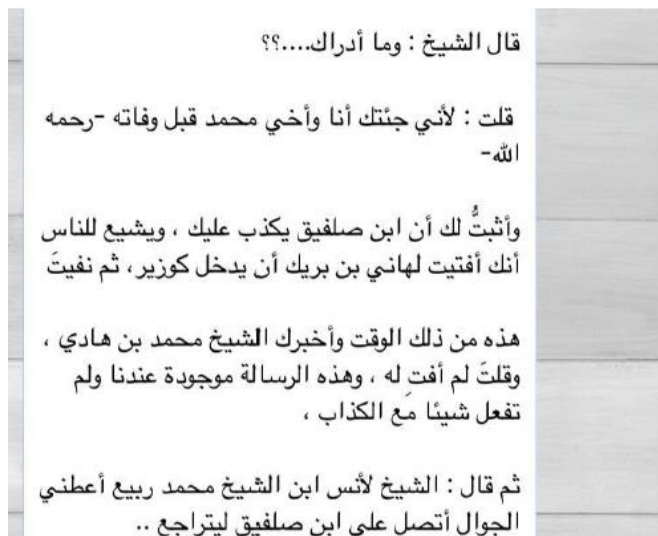 قال الشيخ : وما أدراك....؟؟
قلت : لأني جئتك أنا وأخي محمد قبل وفاته -رحمه
الله-
وأثبتُّ لك أن ابن صلفيق يكذب عليك ، ويشيع للناس
أنك أفتيت لهاني بن بريك أن يدخل كوزير، ثم نفيتَ
هذه من ذلك الوقت وأخبرك الشيخ محمد بن هادي ،
وقلتَ لم أفت له ، وهذه الرسالة موجودة عندنا ولم
تفعل شيئا مَع الكذاب ،
ثم قال : الشيخ لأنس ابن الشيخ محمد ربيع أعطني
الجوال أتصل على ابن صلفيق ليتراجع ..